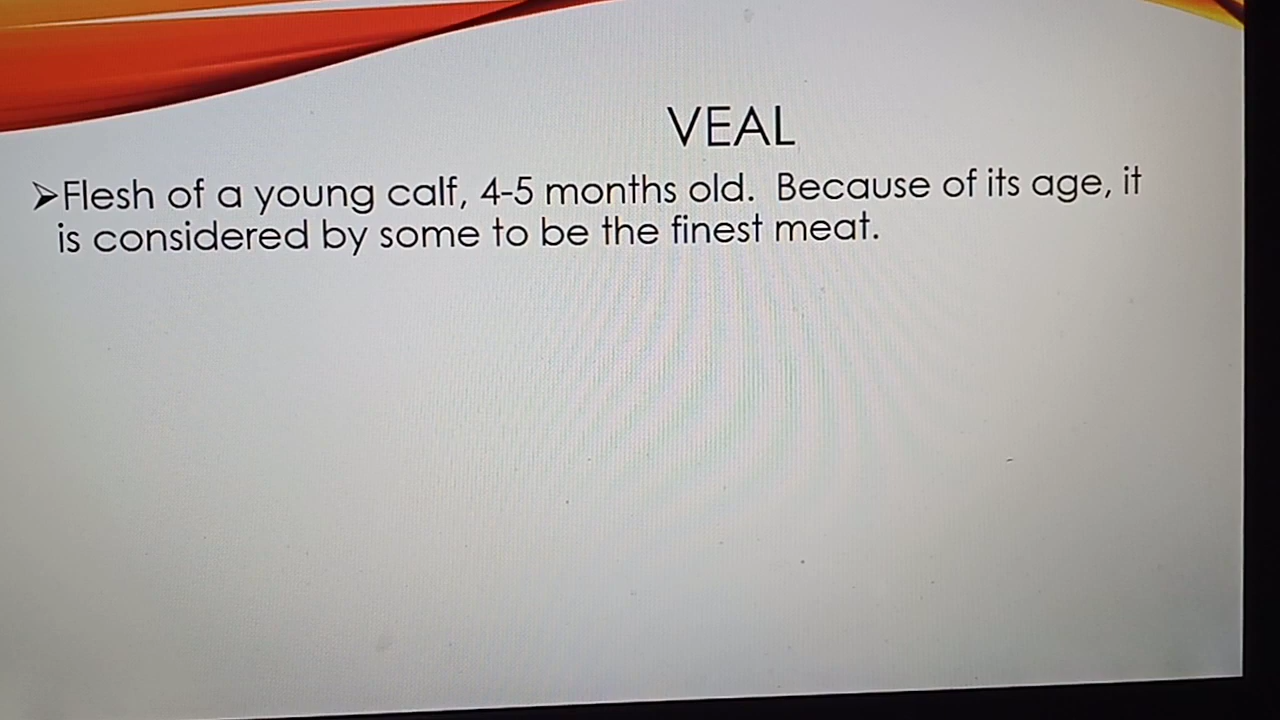 VEAL
➢Flesh of a young calf, 4-5 months old.  Because of its age, it
is considered by some to be the finest meat.